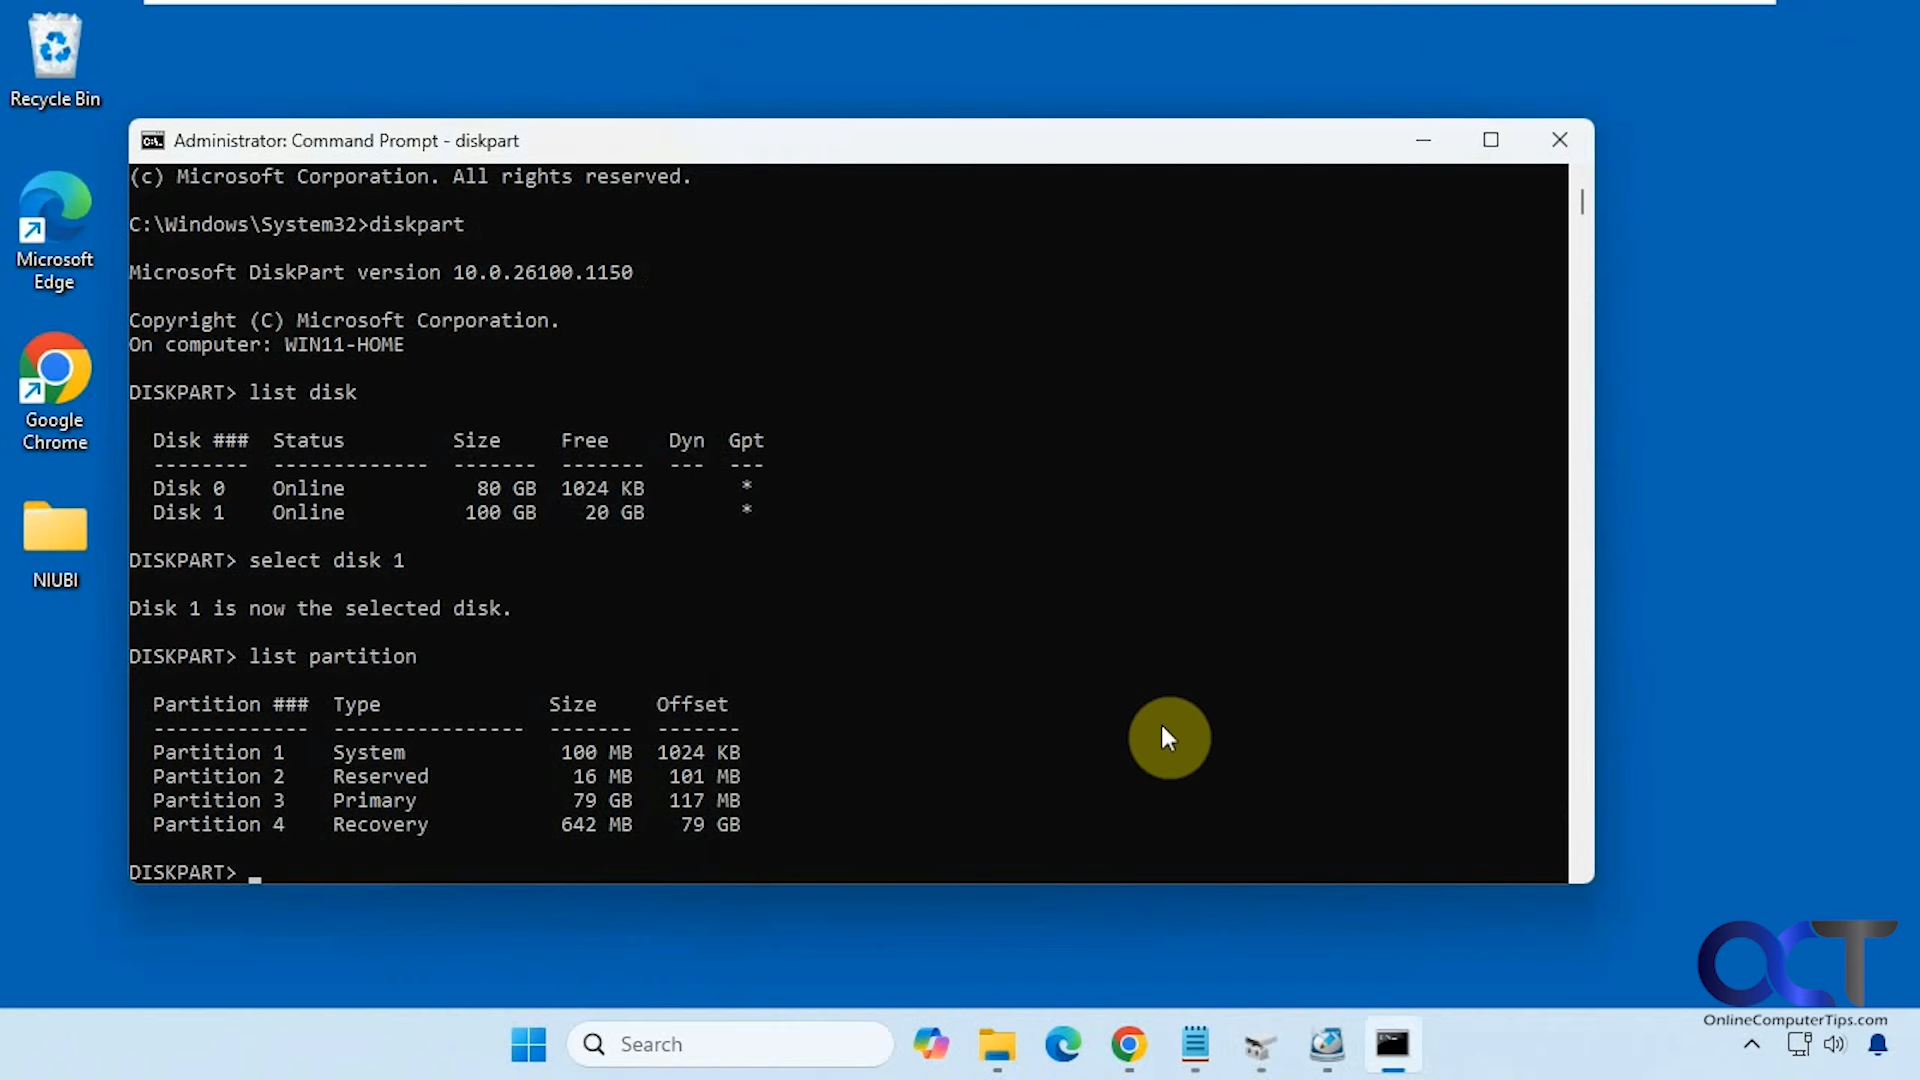 Recycle Bin
Microsoft
Edge
Google
Chrome
NIUBI
Administrator: Command Prompt - diskpart
(c) Microsoft Corporation. All rights reserved.
C:\Windows\System32>diskpart
Microsoft DiskPart version 10.0.26100.1150
Copyright (C) Microsoft Corporation.
On computer: WIN11-HOME
DISKPART> list disk
Disk ###  Status         Size     Free     Dyn  Gpt
--------  -------------  -------  -------  ---  ---
Disk 0    Online           80 GB  1024 KB        *
Disk 1    Online          100 GB    20 GB        *
DISKPART> select disk 1
Disk 1 is now the selected disk.
DISKPART> list partition
Partition ###  Type              Size     Offset
-------------  ----------------  -------  -------
Partition 1    System             100 MB  1024 KB
Partition 2    Reserved            16 MB   101 MB
Partition 3    Primary             79 GB   117 MB
Partition 4    Recovery           642 MB    79 GB
DISKPART> _
OCT
OnlineComputerTips.com
Search